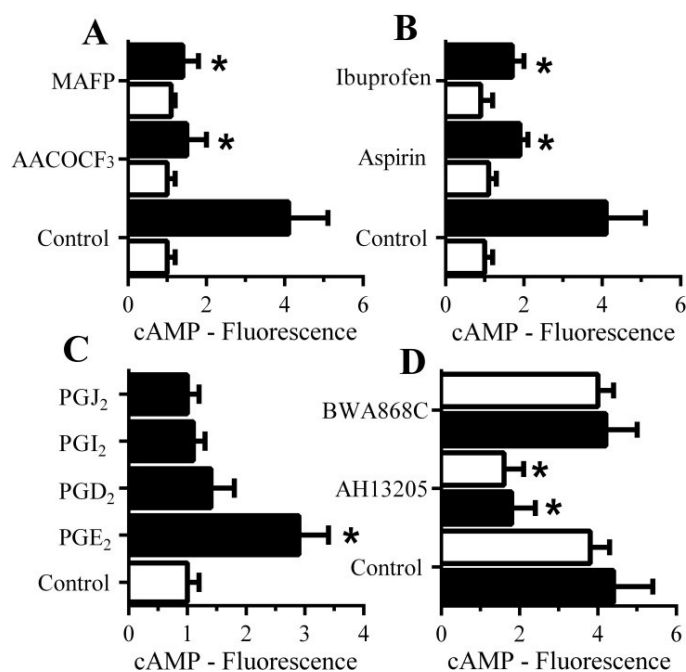 A
MAFP
*
AACOCF₃
*
Control
0 2 4 6
cAMP - Fluorescence
B
Ibuprofen
*
Aspirin
*
Control
0 2 4 6
cAMP - Fluorescence
C
PGJ₂
PGI₂
PGD₂
PGE₂
*
Control
0 1 2 3 4
cAMP - Fluorescence
D
BWA868C
*
AH13205
*
Control
0 2 4 6
cAMP - Fluorescence